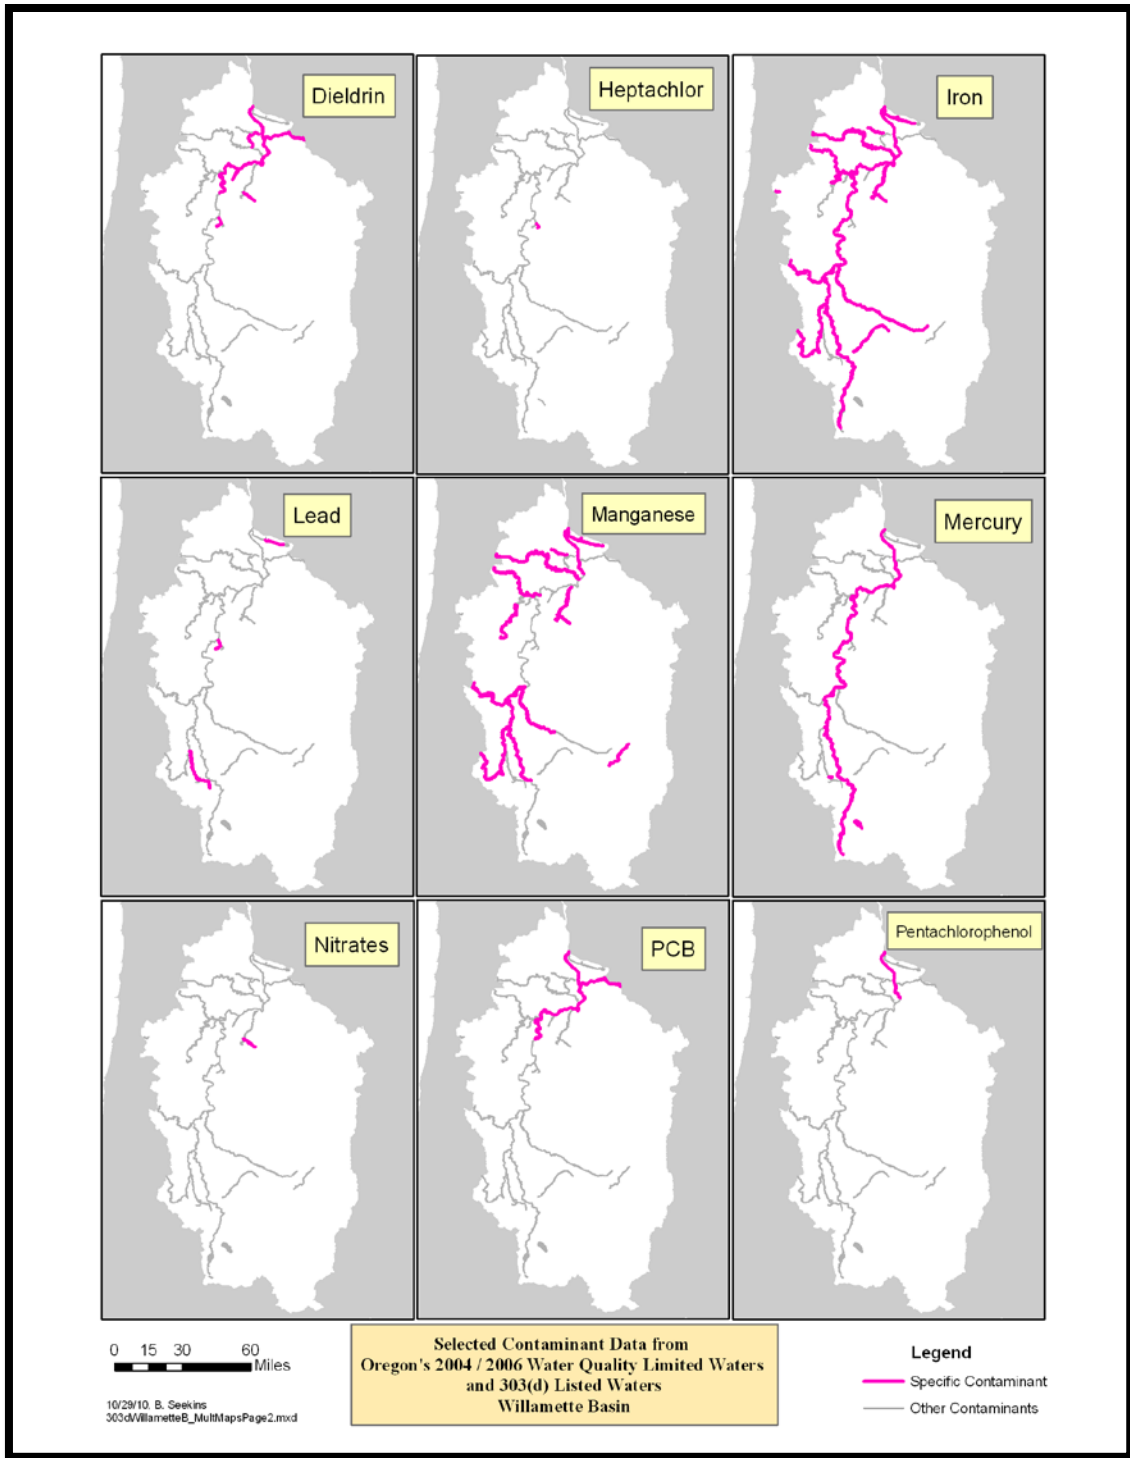 Dieldrin
Heptachlor
Iron
Lead
Manganese
Mercury
Nitrates
PCB
Pentachlorophenol
0 15 30 60
Miles
10/29/10. B. Seekins
303dWillametteB_MultMapsPage2.mxd
Selected Contaminant Data from
Oregon's 2004 / 2006 Water Quality Limited Waters
and 303(d) Listed Waters
Willamette Basin
Legend
Specific Contaminant
Other Contaminants